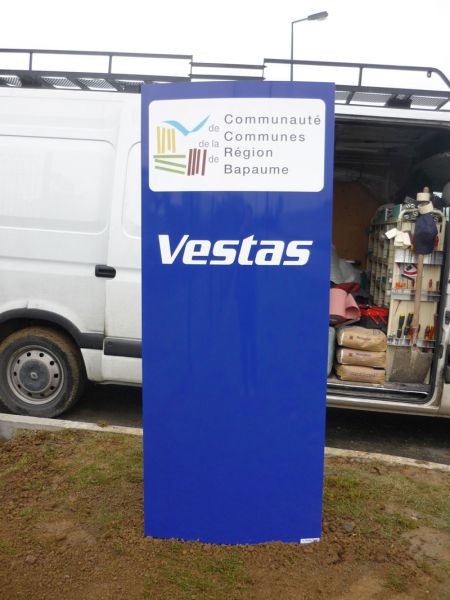 de Communauté
de la Communes
de Région
Bapaume
Vestas